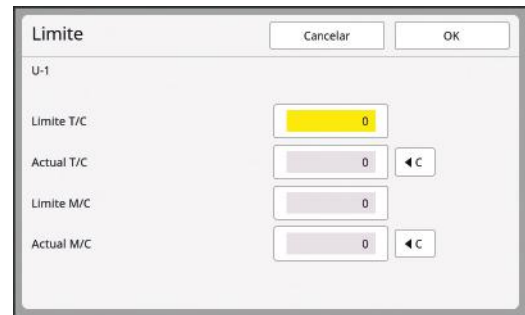 Limite Cancelar OK
U-1
Limite T/C 0
Actual T/C 0 ◀C
Limite M/C 0
Actual M/C 0 ◀C